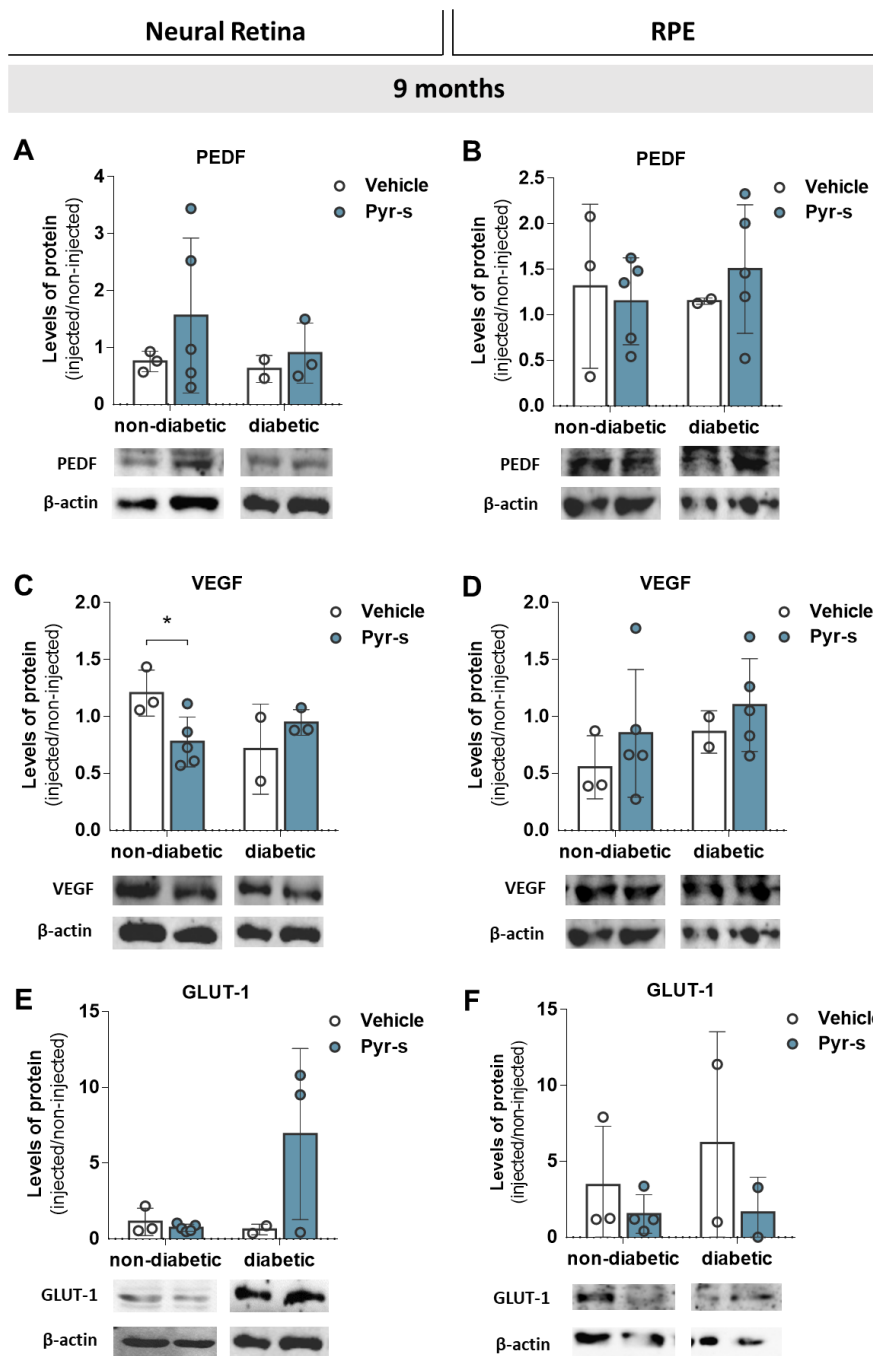 Neural Retina
RPE
9 months
A
PEDF
Levels of protein
(injected/non-injected)
4
3
2
1
0
Vehicle
Pyr-s
non-diabetic
diabetic
PEDF
β-actin
B
PEDF
Levels of protein
(injected/non-injected)
2.5
2.0
1.5
1.0
0.5
0.0
Vehicle
Pyr-s
non-diabetic
diabetic
PEDF
β-actin
C
VEGF
Levels of protein
(injected/non-injected)
2.0
1.5
1.0
0.5
0.0
*
Vehicle
Pyr-s
non-diabetic
diabetic
VEGF
β-actin
D
VEGF
Levels of protein
(injected/non-injected)
2.0
1.5
1.0
0.5
0.0
Vehicle
Pyr-s
non-diabetic
diabetic
VEGF
β-actin
E
GLUT-1
Levels of protein
(injected/non-injected)
15
10
5
0
Vehicle
Pyr-s
non-diabetic
diabetic
GLUT-1
β-actin
F
GLUT-1
Levels of protein
(injected/non-injected)
15
10
5
0
Vehicle
Pyr-s
non-diabetic
diabetic
GLUT-1
β-actin